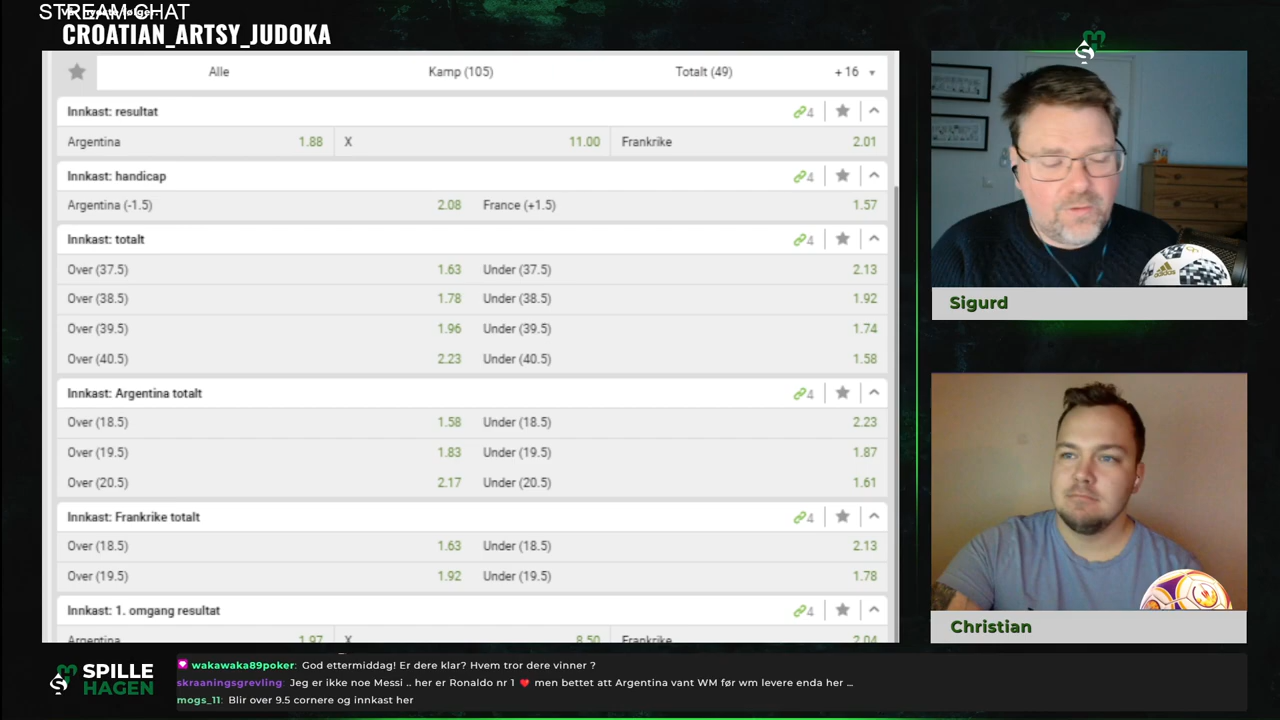 STREAM CHAT
CROATIAN_ARTSY_JUDOKA
Alle Kamp (105) Totalt (49) + 16
Innkast: resultat 4
Argentina 1.88 X 11.00 Frankrike 2.01
Innkast: handicap 4
Argentina (-1.5) 2.08 France (+1.5) 1.57
Innkast: totalt 4
Over (37.5) 1.63 Under (37.5) 2.13
Over (38.5) 1.78 Under (38.5) 1.92
Over (39.5) 1.96 Under (39.5) 1.74
Over (40.5) 2.23 Under (40.5) 1.58
Innkast: Argentina totalt 4
Over (18.5) 1.58 Under (18.5) 2.23
Over (19.5) 1.83 Under (19.5) 1.87
Over (20.5) 2.17 Under (20.5) 1.61
Innkast: Frankrike totalt 4
Over (18.5) 1.63 Under (18.5) 2.13
Over (19.5) 1.92 Under (19.5) 1.78
Innkast: 1. omgang resultat 4
Argentina 1.97 X 8.50 Frankrike 2.04
adidas
Sigurd
Christian
SPILLE
HAGEN
wakawaka89poker: God ettermiddag! Er dere klar? Hvem tror dere vinner ?
skraaningsgrevling: Jeg er ikke noe Messi .. her er Ronaldo nr 1 ❤️ men bettet att Argentina vant WM før wm levere enda her ...
mogs_11: Blir over 9.5 cornere og innkast her